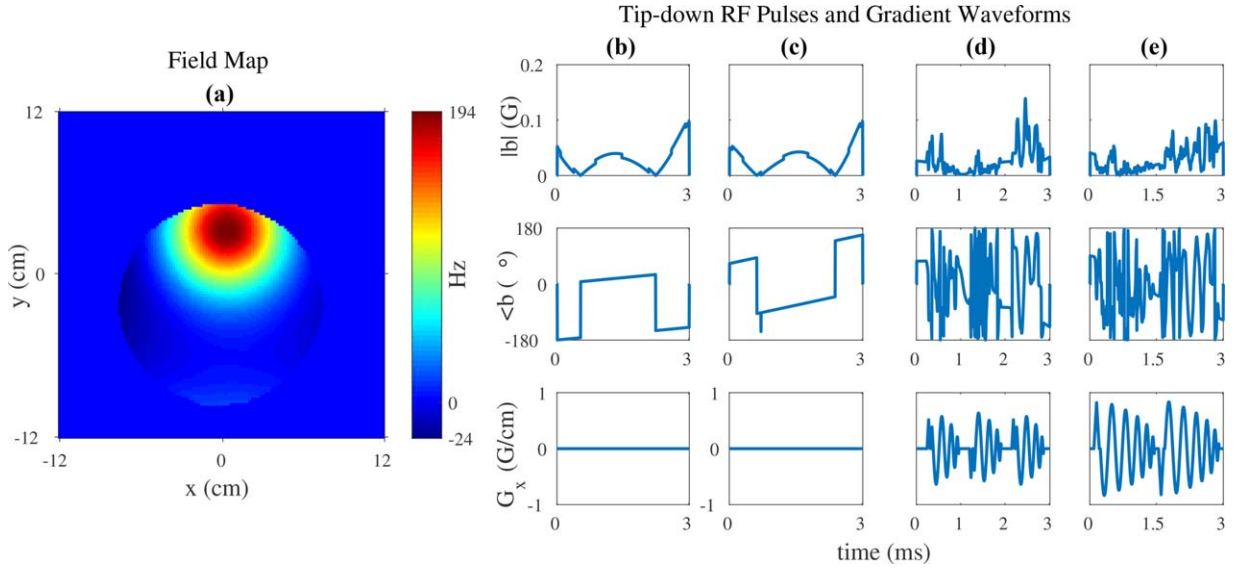 Tip-down RF Pulses and Gradient Waveforms
Field Map
(a)
12
0
-12
y (cm)
-12 0 12
x (cm)
194
0
-24
Hz
(b) (c) (d) (e)
|b| (G)
0.2
0.1
0
0 3
0 3
0 1 2 3
0 1.5 3
<b ( °)
180
0
-180
0 3
0 3
0 1 2 3
0 1.5 3
G_x (G/cm)
1
0
-1
1
0
-1
0 3
0 3
0 1 2 3
0 1.5 3
time (ms)